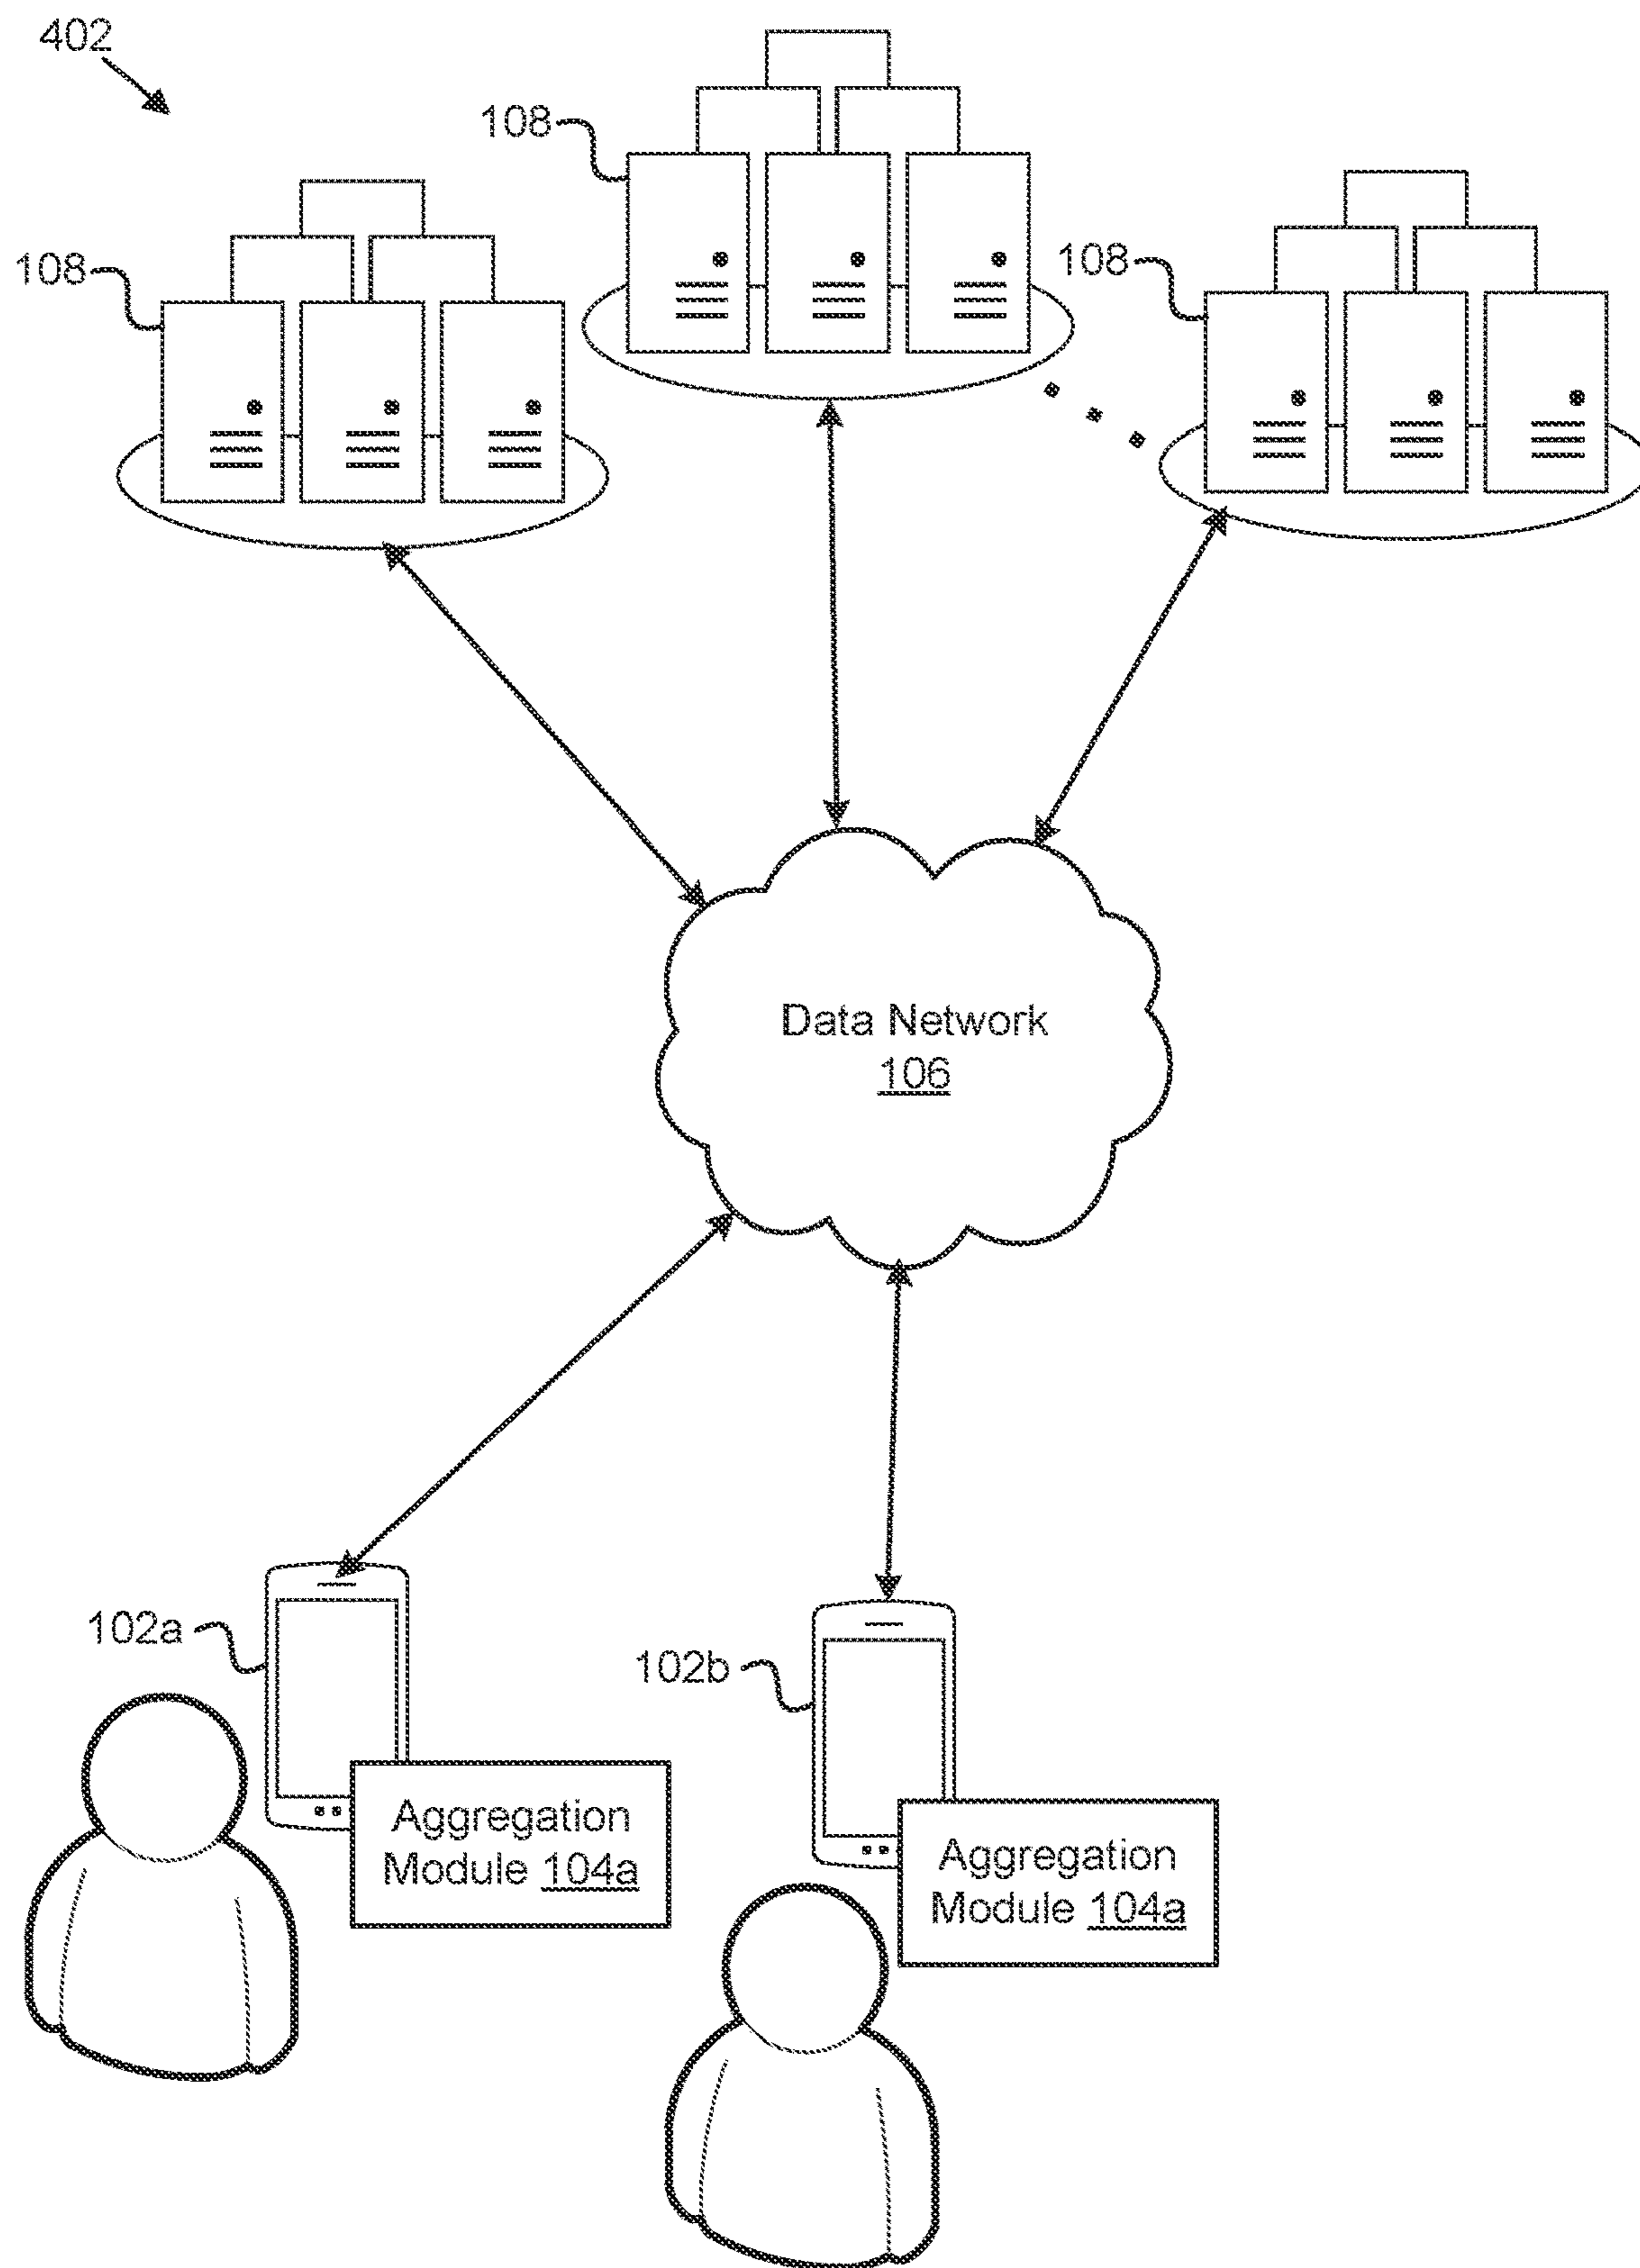 402
108
108
108
Data Network
106
102a
102b
Aggregation
Module 104a
Aggregation
Module 104a